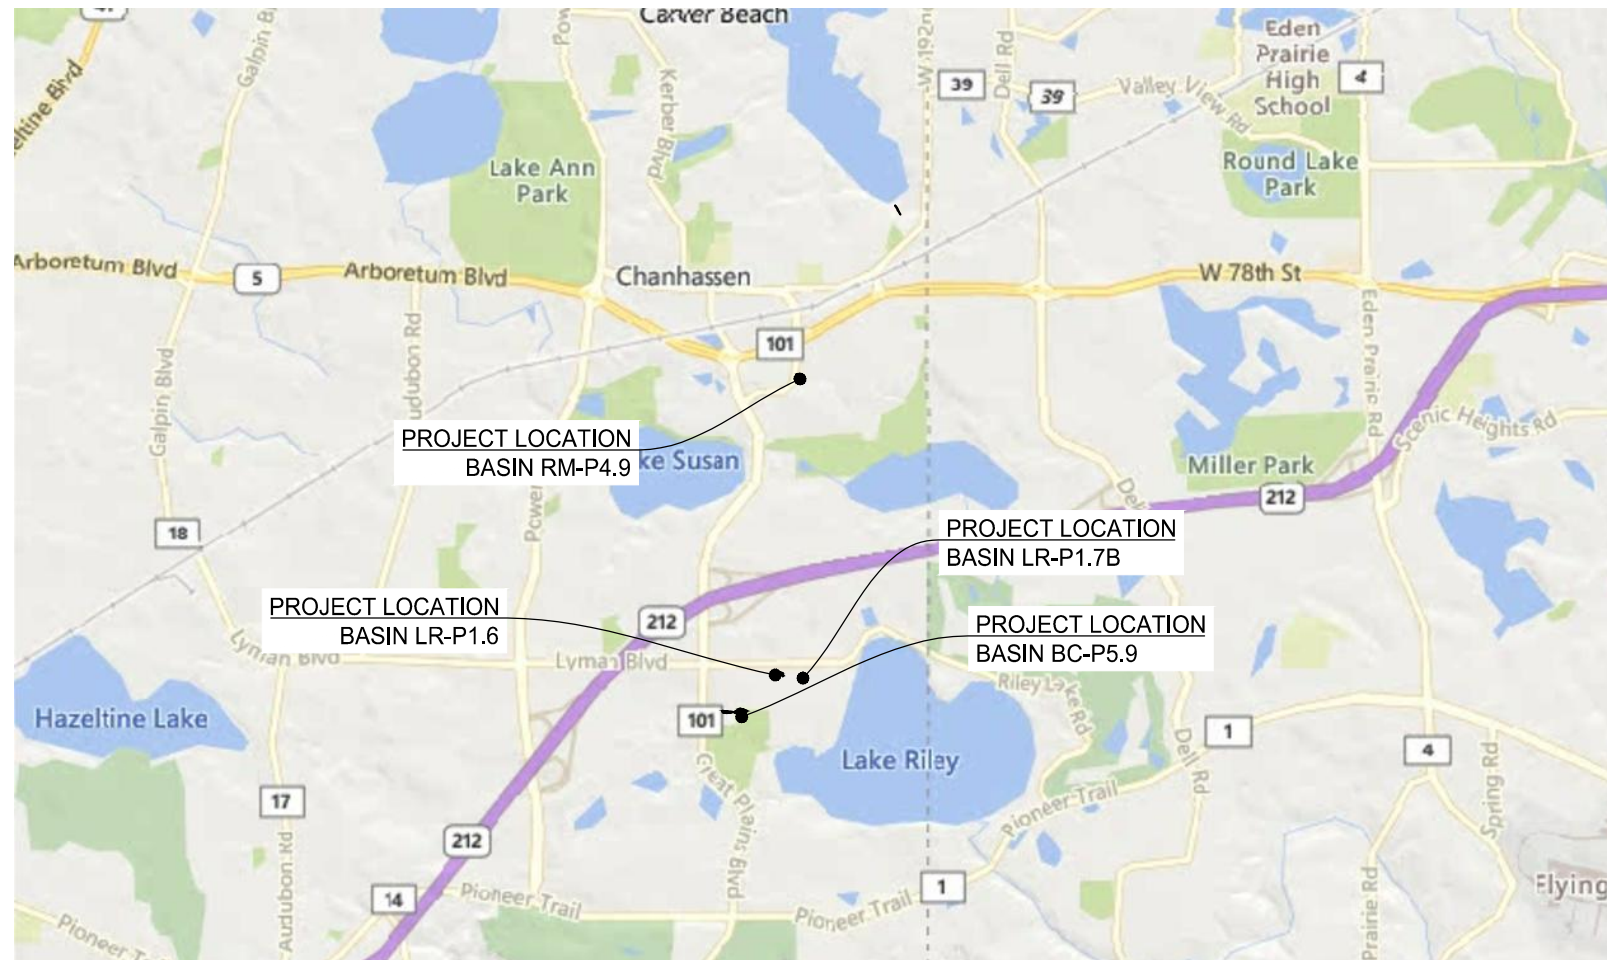 41
Carver Beach
Galpin B
Pow
Kerber Blvd
Dell Rd
39
39
Valley View Rd
Eden
Prairie
High
School
4
Lake Ann
Park
Round Lake
Park
Arboretum Blvd
5
Arboretum Blvd
Chanhassen
W 78th St
101
Galpin Blvd
udubon Rd
Eden Prairie Rd
Scenic Heights Rd
PROJECT LOCATION
BASIN RM-P4.9
ke Susan
Miller Park
212
Del
18
Power
PROJECT LOCATION
BASIN LR-P1.7B
PROJECT LOCATION
BASIN LR-P1.6
212
PROJECT LOCATION
BASIN BC-P5.9
Lyman Blvd
Lyman Blvd
Riley Lake Rd
Hazeltine Lake
101
Lake Riley
1
4
Dell Rd
Great Plains Blvd
Spring Rd
17
Pioneer Trail
212
Audubon Rd
14
Pioneer Trail
1
Pioneer Trail
Flying
Prairie Rd
Pioneer T